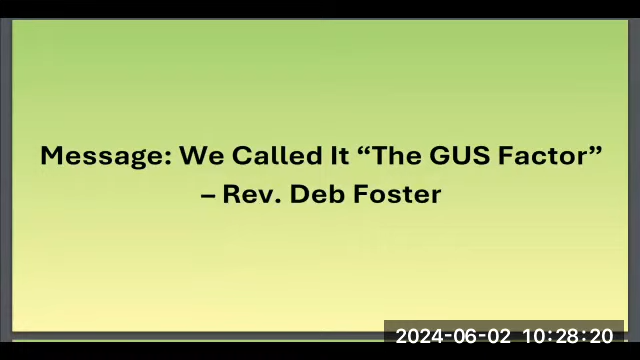 Message: We Called It “The GUS Factor”
– Rev. Deb Foster
2024-06-02 10:28:20